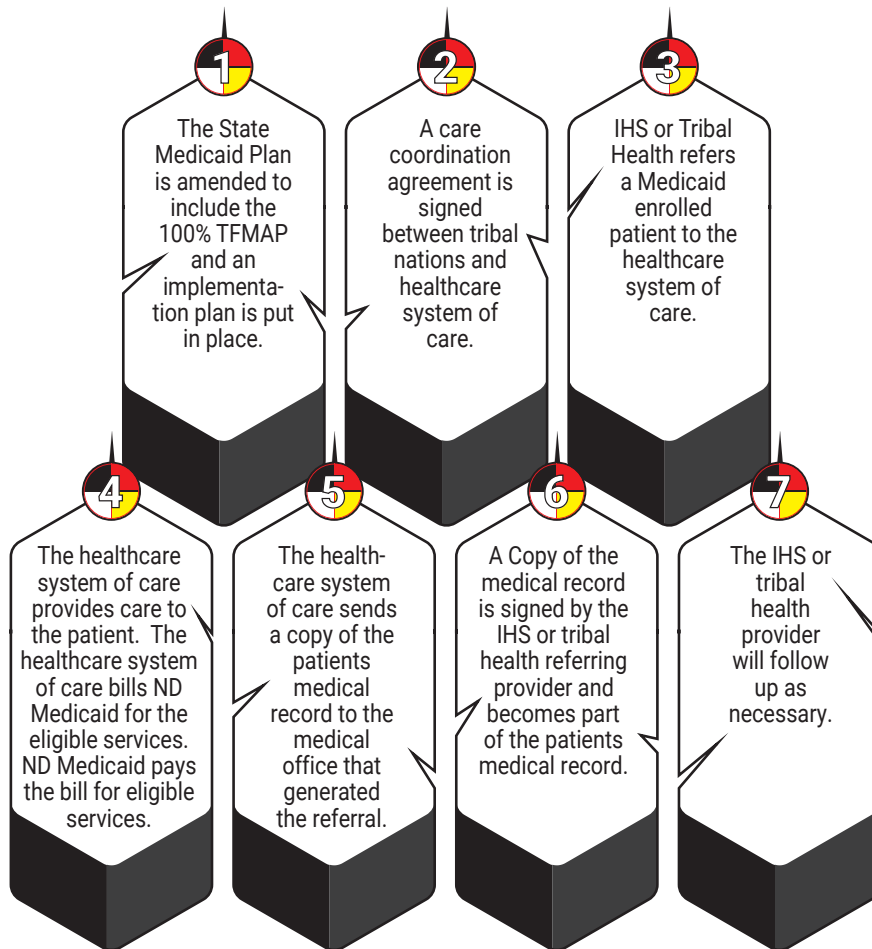 1
The State
Medicaid Plan
is amended to
include the
100% TFMAP
and an
implementa-
tion plan is put
in place.
2
A care
coordination
agreement is
signed
between tribal
nations and
healthcare
system of
care.
3
IHS or Tribal
Health refers
a Medicaid
enrolled
patient to the
healthcare
system of
care.
4
The healthcare
system of care
provides care to
the patient.  The
healthcare system
of care bills ND
Medicaid for the
eligible services.
ND Medicaid pays
the bill for eligible
services.
5
The health-
care system
of care sends
a copy of the
patients
medical
record to the
medical
office that
generated
the referral.
6
A Copy of the
medical record
is signed by the
IHS or tribal
health referring
provider and
becomes part
of the patients
medical record.
7
The IHS or
tribal
health
provider
will follow
up as
necessary.